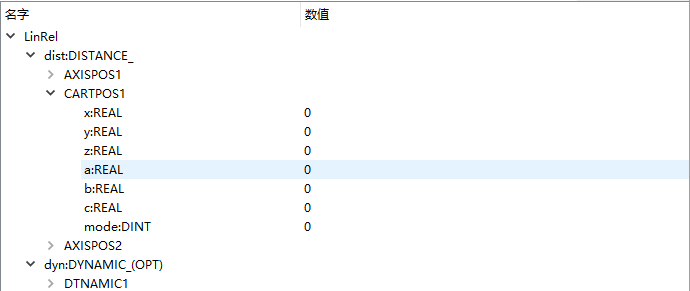 名字 数值
LinRel
dist:DISTANCE_
AXISPOS1
CARTPOS1
x:REAL 0
y:REAL 0
z:REAL 0
a:REAL 0
b:REAL 0
c:REAL 0
mode:DINT 0
AXISPOS2
dyn:DYNAMIC_(OPT)
DTNAMIC1